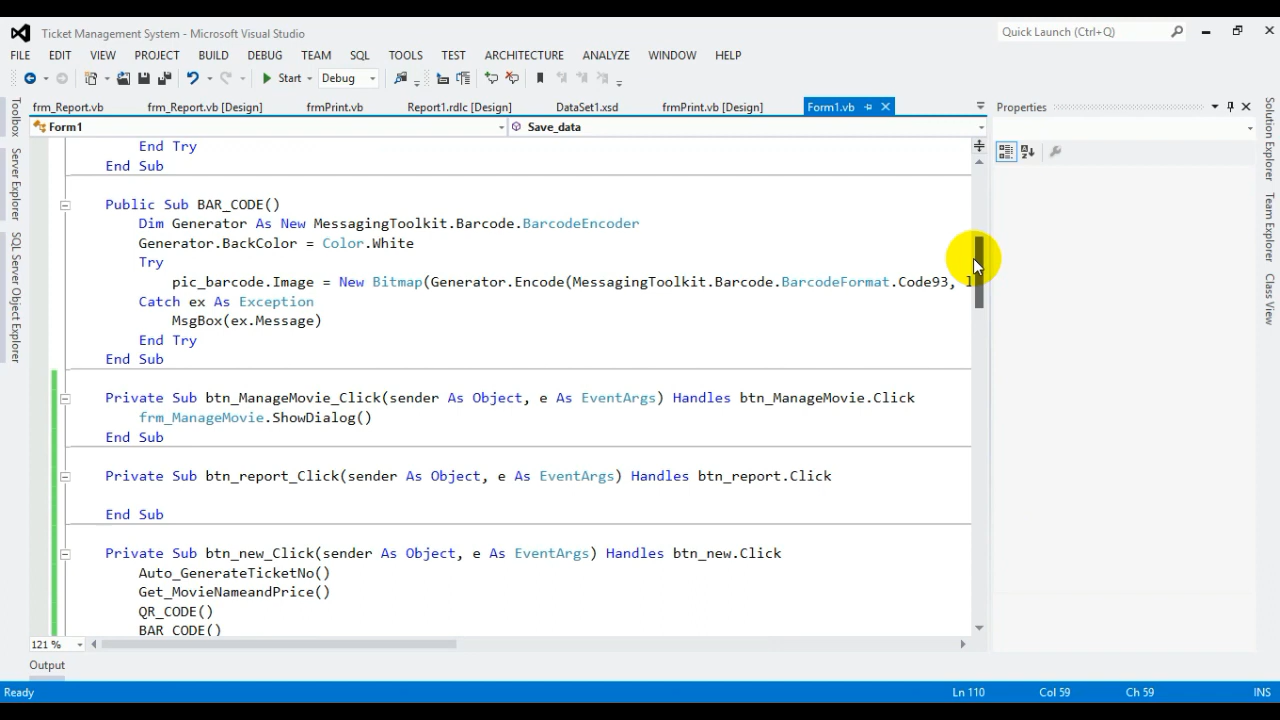 Ticket Management System - Microsoft Visual Studio
Quick Launch (Ctrl+Q)
FILE EDIT VIEW PROJECT BUILD DEBUG TEAM SQL TOOLS TEST ARCHITECTURE ANALYZE WINDOW HELP
Start Debug
frm_Report.vb frm_Report.vb [Design] frmPrint.vb Report1.rdlc [Design] DataSet1.xsd frmPrint.vb [Design] Form1.vb
Properties
Form1 Save_data
End Try
End Sub
Public Sub BAR_CODE()
Dim Generator As New MessagingToolkit.Barcode.BarcodeEncoder
Generator.BackColor = Color.White
Try
pic_barcode.Image = New Bitmap(Generator.Encode(MessagingToolkit.Barcode.BarcodeFormat.Code93,
Catch ex As Exception
MsgBox(ex.Message)
End Try
End Sub
Private Sub btn_ManageMovie_Click(sender As Object, e As EventArgs) Handles btn_ManageMovie.Click
frm_ManageMovie.ShowDialog()
End Sub
Private Sub btn_report_Click(sender As Object, e As EventArgs) Handles btn_report.Click
End Sub
Private Sub btn_new_Click(sender As Object, e As EventArgs) Handles btn_new.Click
Auto_GenerateTicketNo()
Get_MovieNameandPrice()
QR_CODE()
BAR_CODE()
121 %
Output
Ready Ln 110 Col 59 Ch 59 INS
Toolbox
Server Explorer
SQL Server Object Explorer
Solution Explorer
Team Explorer
Class View